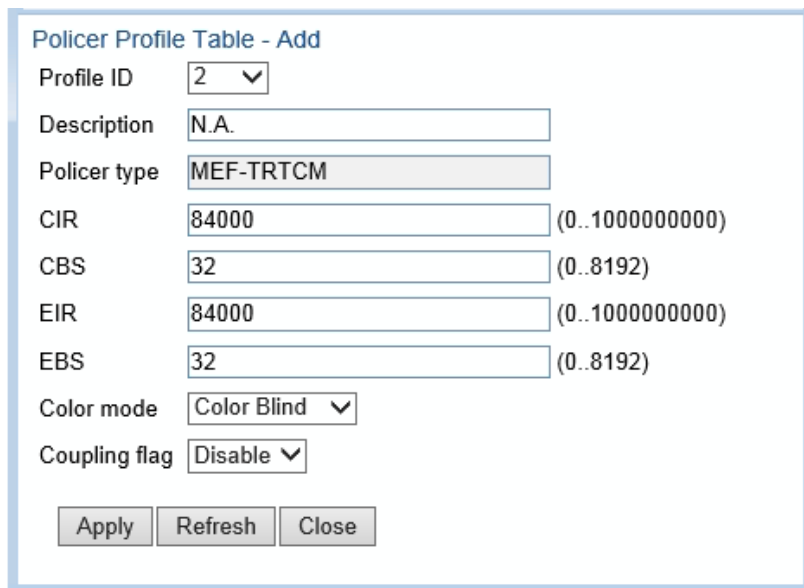 Policer Profile Table - Add
Profile ID 2
Description N.A.
Policer type MEF-TRTCM
CIR 84000 (0..1000000000)
CBS 32 (0..8192)
EIR 84000 (0..1000000000)
EBS 32 (0..8192)
Color mode Color Blind
Coupling flag Disable
Apply Refresh Close